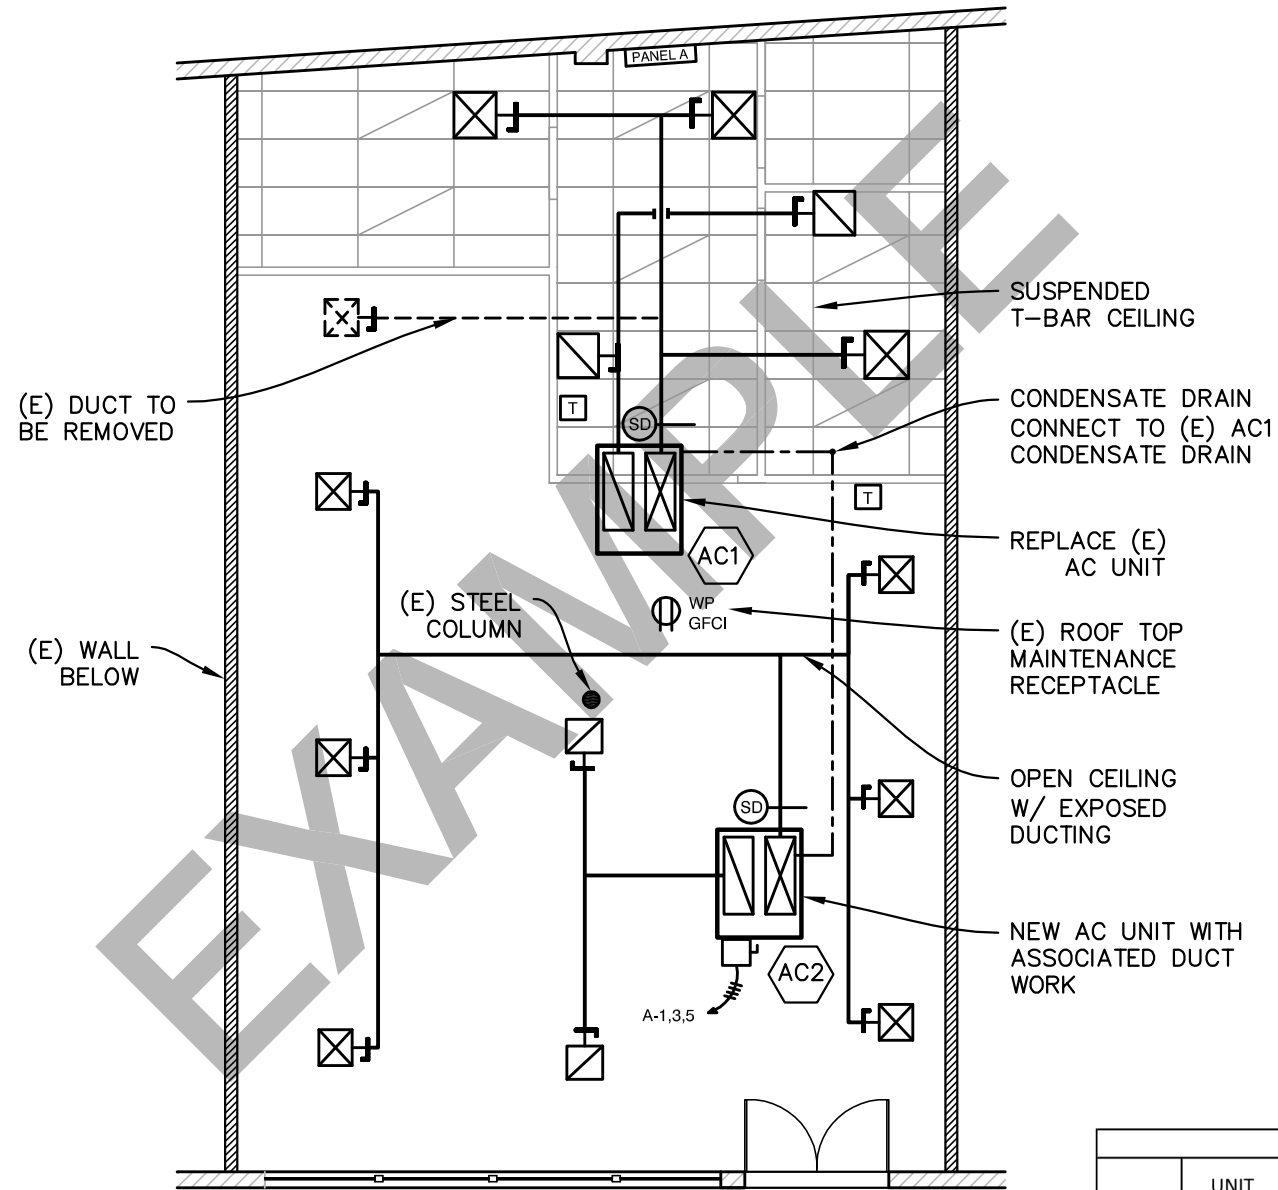 PANEL A
SUSPENDED
T-BAR CEILING
(E) DUCT TO
BE REMOVED
T
SD
CONDENSATE DRAIN
CONNECT TO (E) AC1
CONDENSATE DRAIN
T
REPLACE (E)
AC UNIT
AC1
(E) STEEL
COLUMN
WP
GFCI
(E) ROOF TOP
MAINTENANCE
RECEPTACLE
(E) WALL
BELOW
OPEN CEILING
W/ EXPOSED
DUCTING
SD
NEW AC UNIT WITH
ASSOCIATED DUCT
WORK
AC2
A-1,3,5
UNIT
EXAMPLE